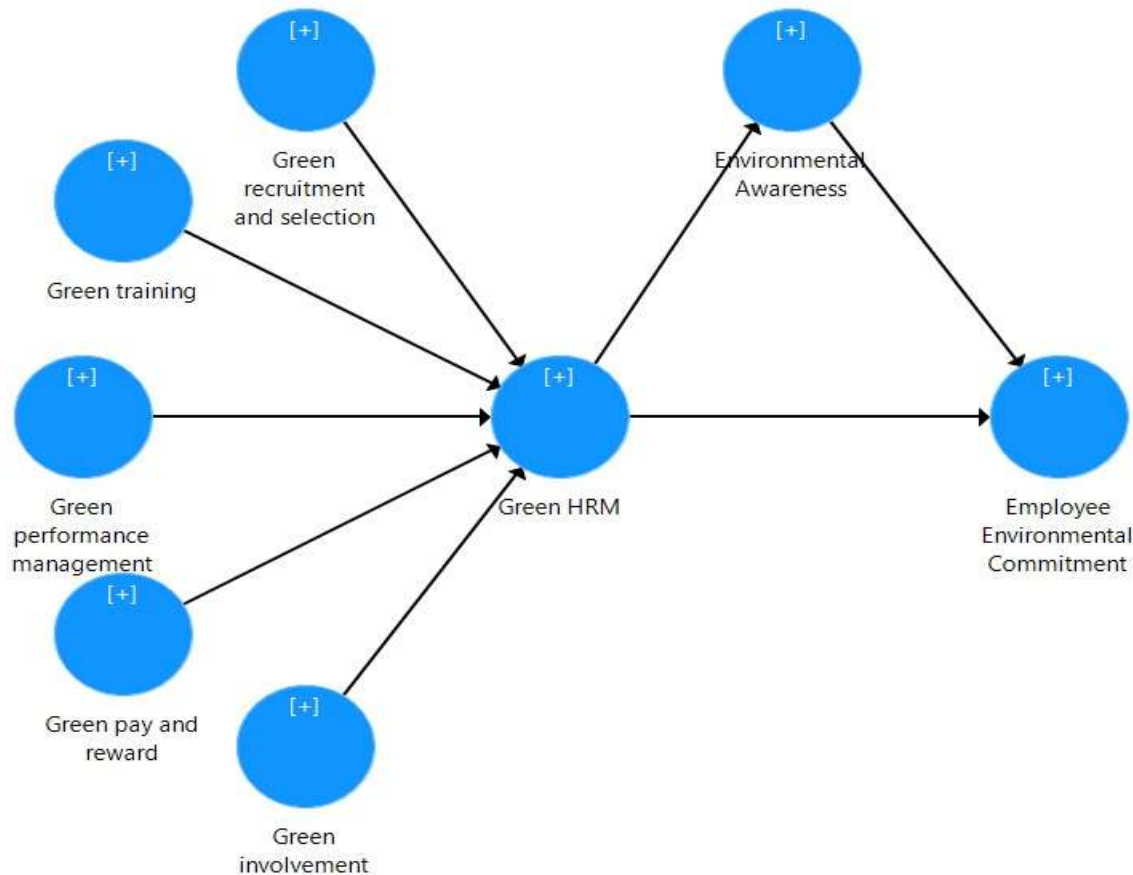 [+]
Green
recruitment
and selection
[+]
Environmental
Awareness
[+]
Green training
[+]
Green
performance
management
[+]
Green HRM
[+]
Employee
Environmental
Commitment
[+]
Green pay and
reward
[+]
Green
involvement